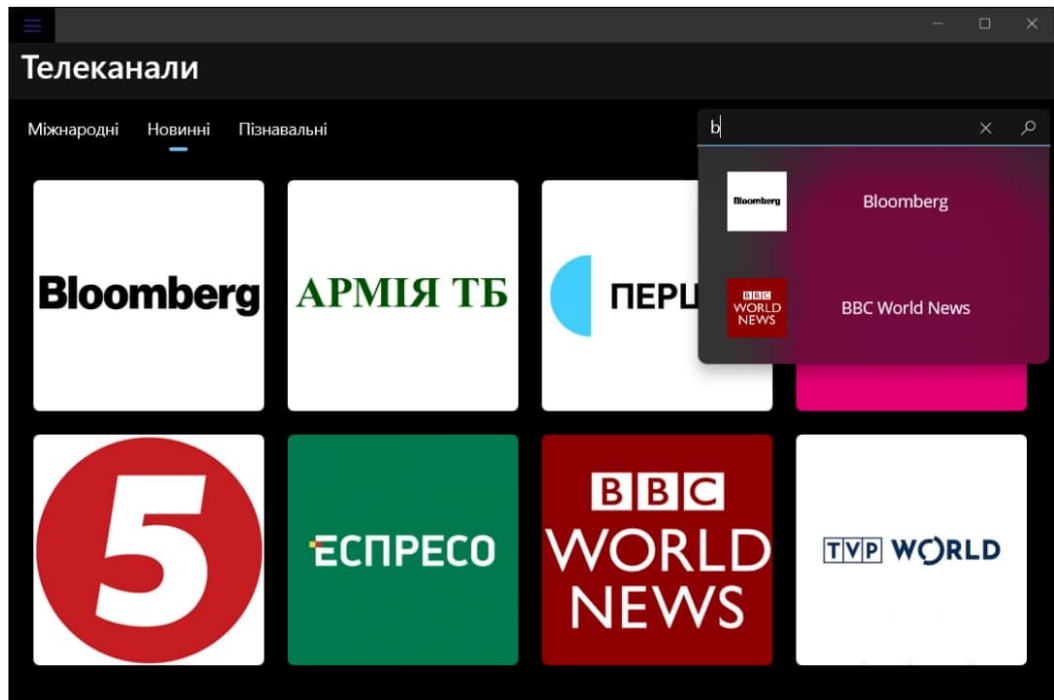 Телеканали
Міжнародні Новинні Пізнавальні
b
Bloomberg
Bloomberg
BBC
WORLD
NEWS
BBC World News
Bloomberg
АРМІЯ ТБ
5
ЕСПРЕСО
BBC
WORLD
NEWS
TVP WORLD